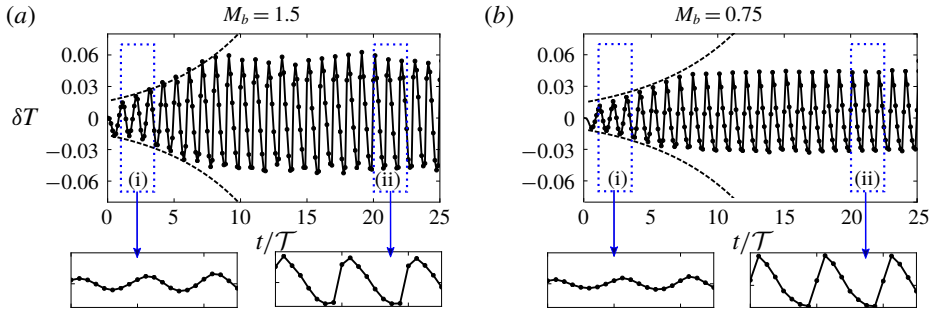 (a) M_b = 1.5
0.06
0.03
δT 0
−0.03
−0.06
(i) (ii)
0 5 10 15 20 25
t/𝒯
(b) M_b = 0.75
0.06
0.03
0
−0.03
−0.06
(i) (ii)
0 5 10 15 20 25
t/𝒯